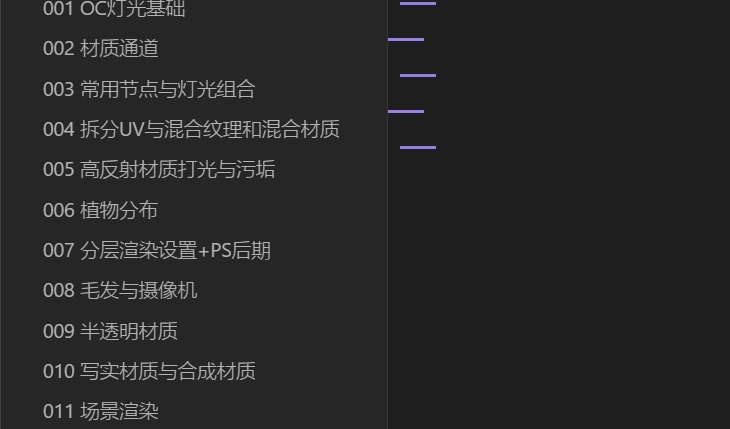 001 OC灯光基础
002 材质通道
003 常用节点与灯光组合
004 拆分UV与混合纹理和混合材质
005 高反射材质打光与污垢
006 植物分布
007 分层渲染设置+PS后期
008 毛发与摄像机
009 半透明材质
010 写实材质与合成材质
011 场景渲染